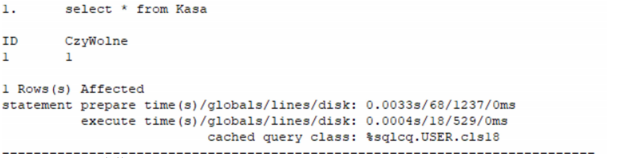 1. select * from Kasa
ID CzyWolne
1 1
1 Rows(s) Affected
statement prepare time(s)/globals/lines/disk: 0.0033s/68/1237/0ms
execute time(s)/globals/lines/disk: 0.0004s/18/529/0ms
cached query class: %sqlcq.USER.cls18
---------------------------------------------------------------------------